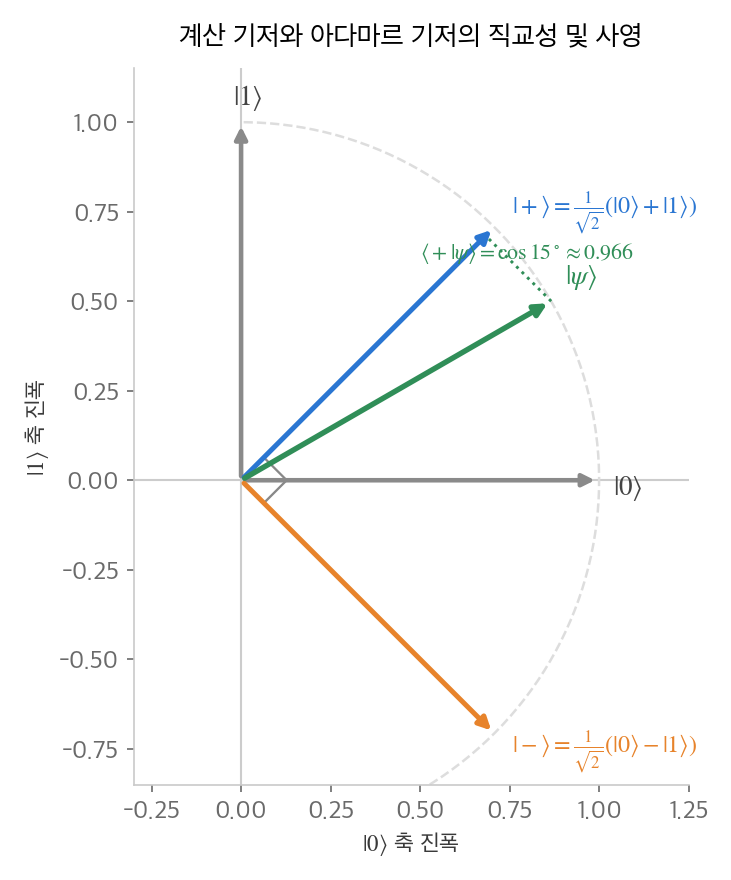 계산 기저와 아다마르 기저의 직교성 및 사영
|1⟩
1.00
|+⟩ = 1/√2(|0⟩+|1⟩)
0.75
⟨+|ψ⟩ = cos 15° ≈ 0.966
|ψ⟩
0.50
0.25
|1⟩ 축 진폭
0.00
|0⟩
−0.25
−0.50
|−⟩ = 1/√2(|0⟩−|1⟩)
−0.75
−0.25 0.00 0.25 0.50 0.75 1.00 1.25
|0⟩ 축 진폭